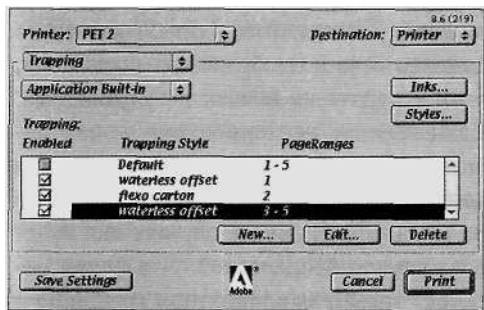 8.6 (219)
Printer: PET 2 Destination: Printer
Trapping
Application Built-in Inks...
Styles...
Trapping:
Enabled Trapping Style PageRanges
Default 1 - 5
waterless offset 1
flexo carton 2
waterless offset 3 - 5
New... Edit... Delete
Save Settings Adobe Cancel Print